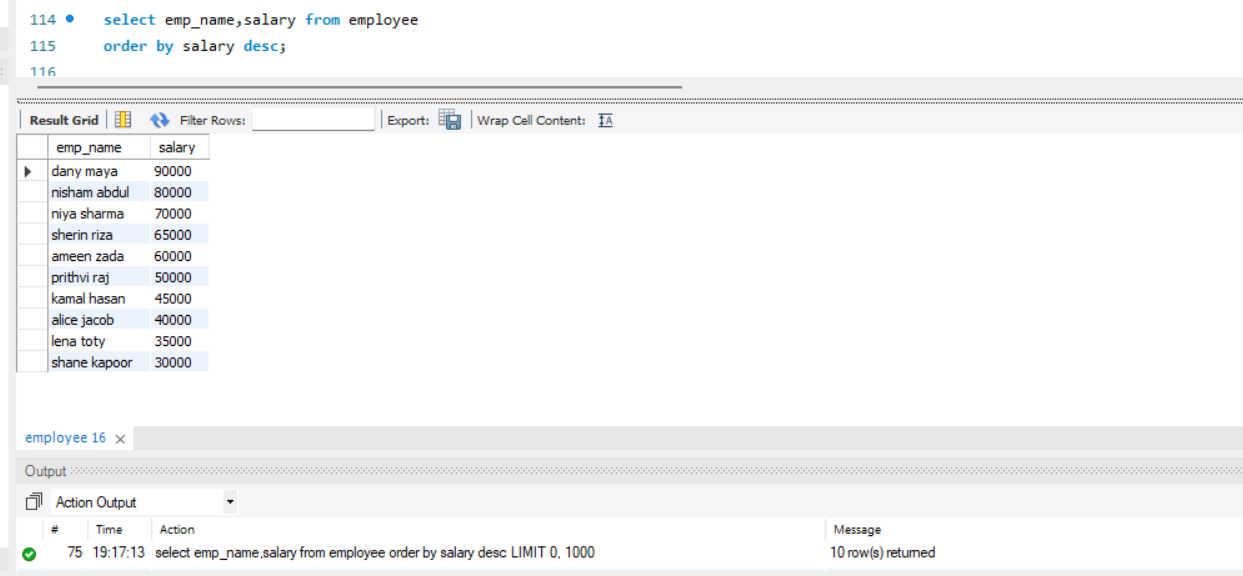 114 select emp_name,salary from employee
115 order by salary desc;
116
Result Grid Filter Rows: Export: Wrap Cell Content: IA
emp_name salary
dany maya 90000
nisham abdul 80000
niya sharma 70000
sherin riza 65000
ameen zada 60000
prithvi raj 50000
kamal hasan 45000
alice jacob 40000
lena toty 35000
shane kapoor 30000
employee 16
Output
Action Output
# Time Action Message
75 19:17:13 select emp_name,salary from employee order by salary desc LIMIT 0, 1000 10 row(s) returned